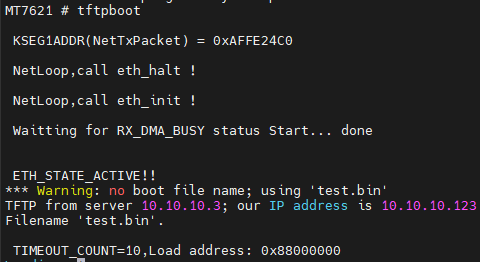 MT7621 # tftpboot
KSEG1ADDR(NetTxPacket) = 0xAFFE24C0
NetLoop,call eth_halt !
NetLoop,call eth_init !
Waitting for RX_DMA_BUSY status Start... done
ETH_STATE_ACTIVE!!
*** Warning: no boot file name; using 'test.bin'
TFTP from server 10.10.10.3; our IP address is 10.10.10.123
Filename 'test.bin'.
TIMEOUT_COUNT=10,Load address: 0x88000000